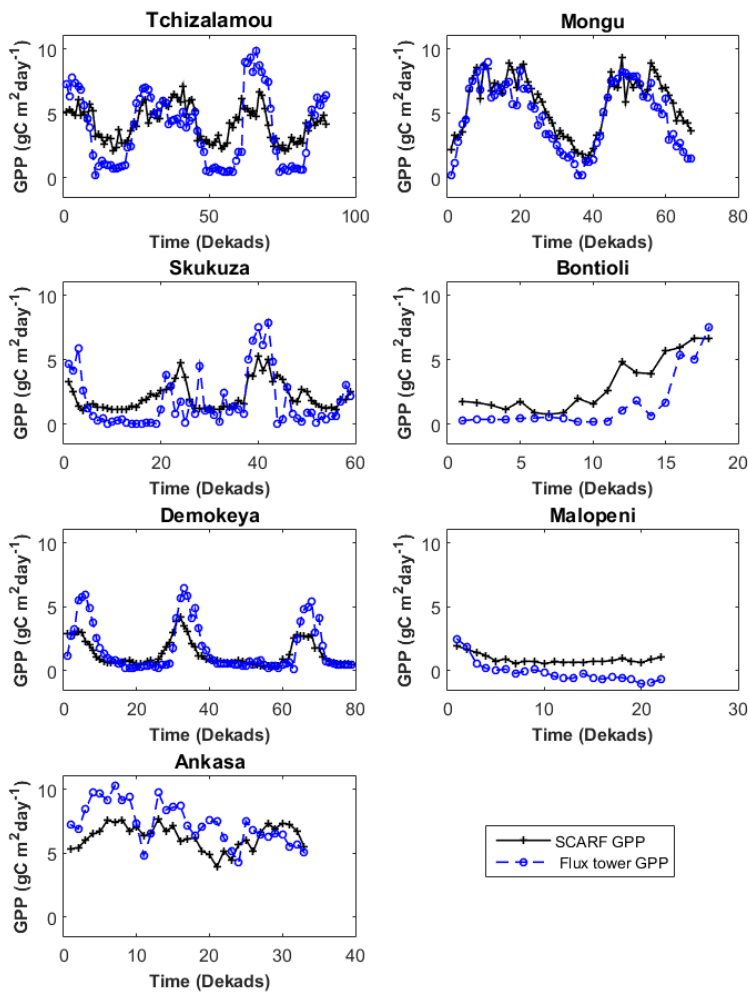 Tchizalamou
10
5
0
GPP (gC m²day⁻¹)
0
50
100
Time (Dekads)
Mongu
10
5
0
GPP (gC m²day⁻¹)
0
20
40
60
80
Time (Dekads)
Skukuza
10
5
0
GPP (gC m²day⁻¹)
0
20
40
60
Time (Dekads)
Bontioli
10
5
0
GPP (gC m²day⁻¹)
0
5
10
15
20
Time (Dekads)
Demokeya
10
5
0
GPP (gC m²day⁻¹)
0
20
40
60
80
Time (Dekads)
Malopeni
10
5
0
GPP (gC m²day⁻¹)
0
10
20
30
Time (Dekads)
Ankasa
10
5
0
GPP (gC m²day⁻¹)
0
10
20
30
40
Time (Dekads)
SCARF GPP
Flux tower GPP